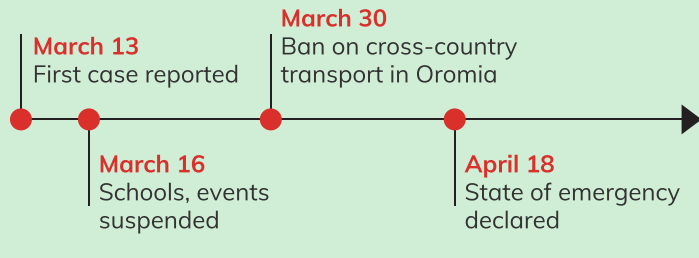 March 13
First case reported
March 16
Schools, events
suspended
March 30
Ban on cross-country
transport in Oromia
April 18
State of emergency
declared